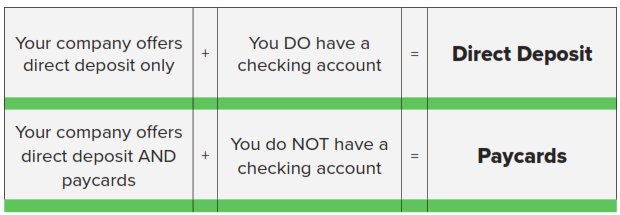 Your company offers
direct deposit only
+
You DO have a
checking account
=
Direct Deposit
Your company offers
direct deposit AND
paycards
+
You do NOT have a
checking account
=
Paycards